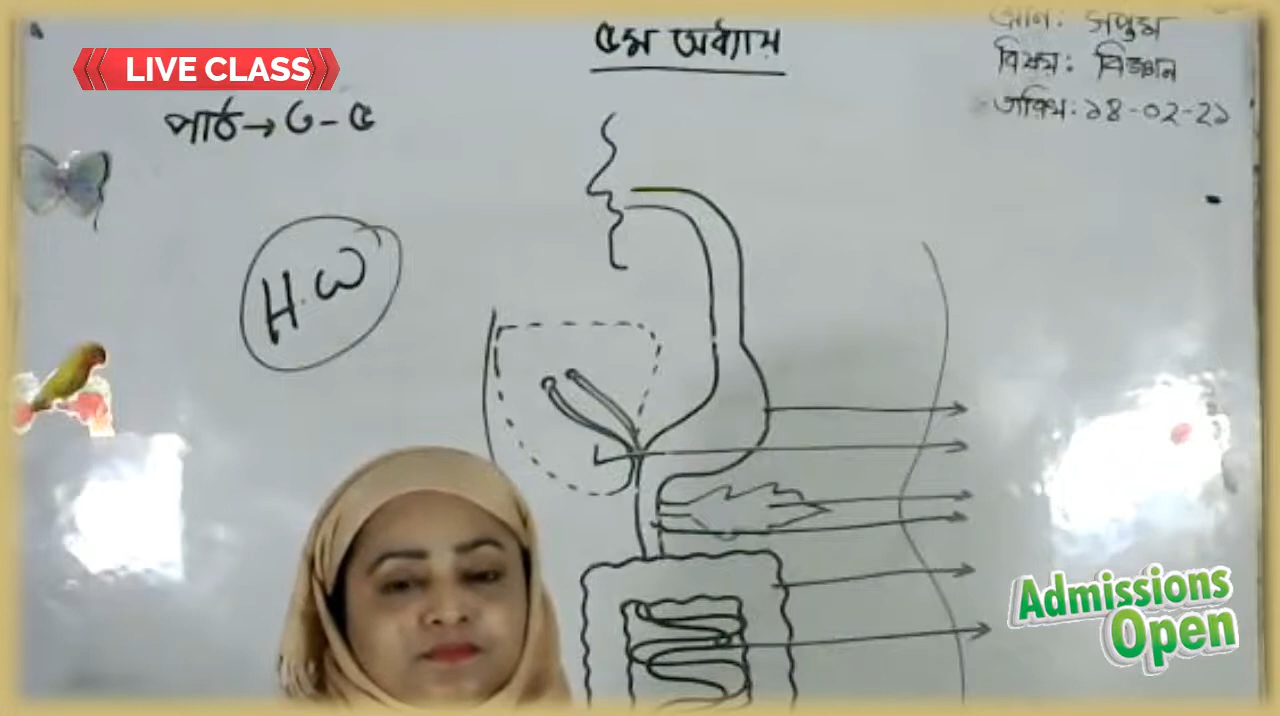 ৫ম অধ্যায়
শ্রেণি: সপ্তম
বিষয়: বিজ্ঞান
তারিখ: ১৪-০২-২১
LIVE CLASS
পাঠ → ৩-৫
H.W
Admissions
Open